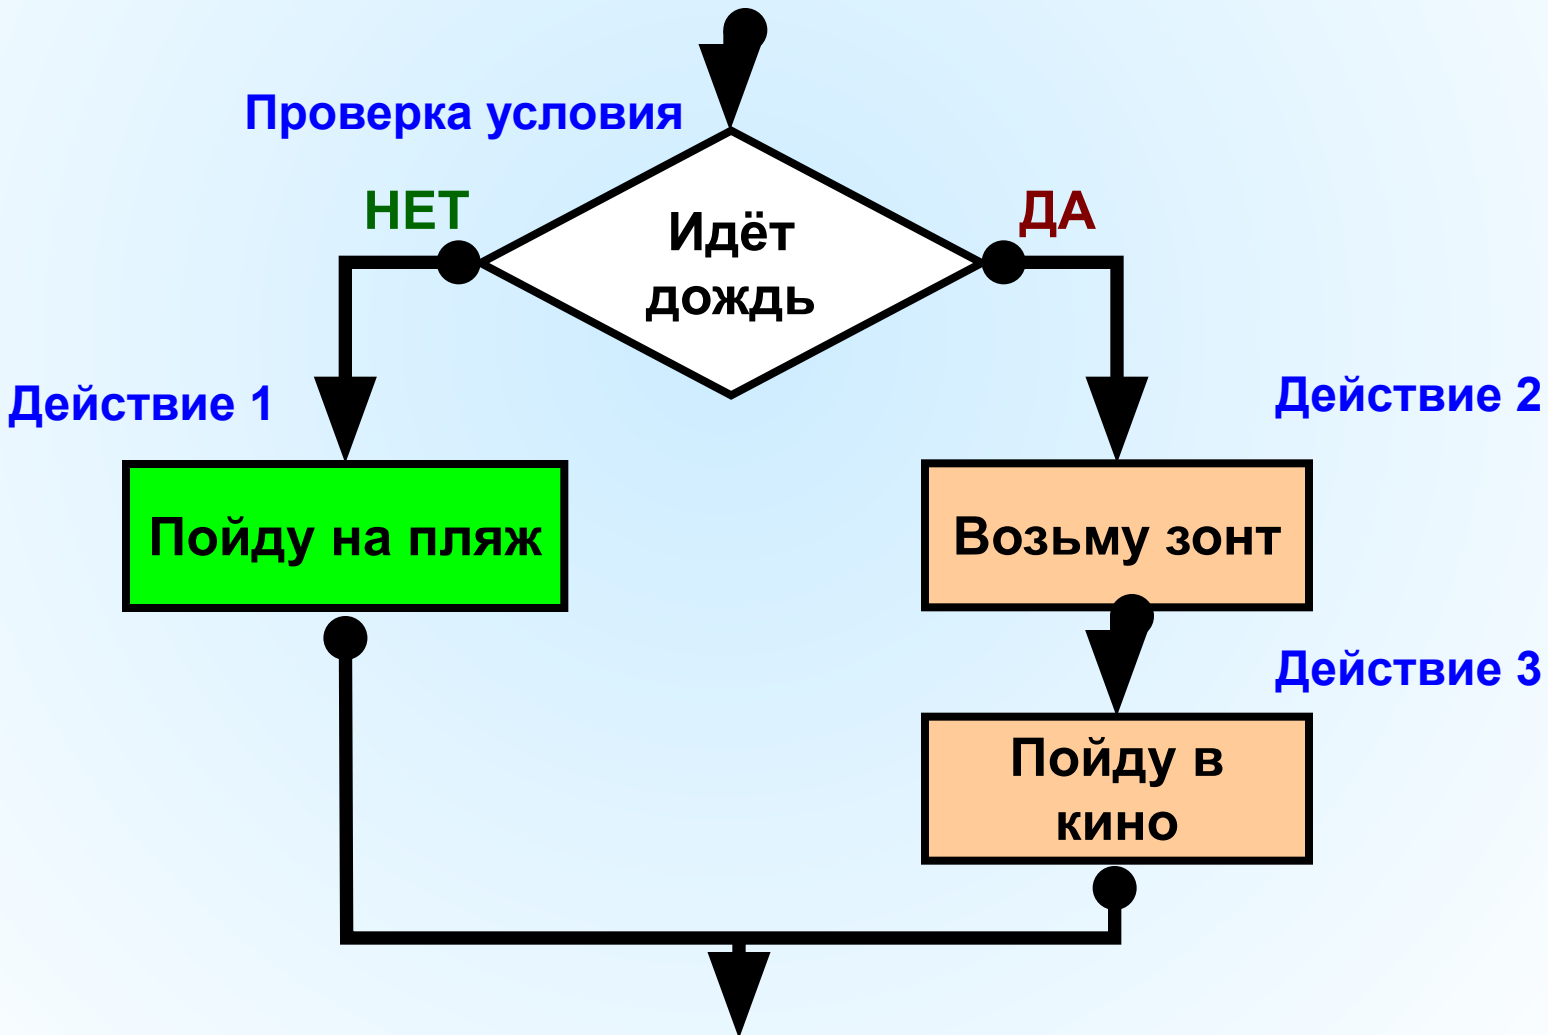 Проверка условия
НЕТ
ДА
Идёт
дождь
Действие 1
Действие 2
Пойду на пляж
Возьму зонт
Действие 3
Пойду в
кино